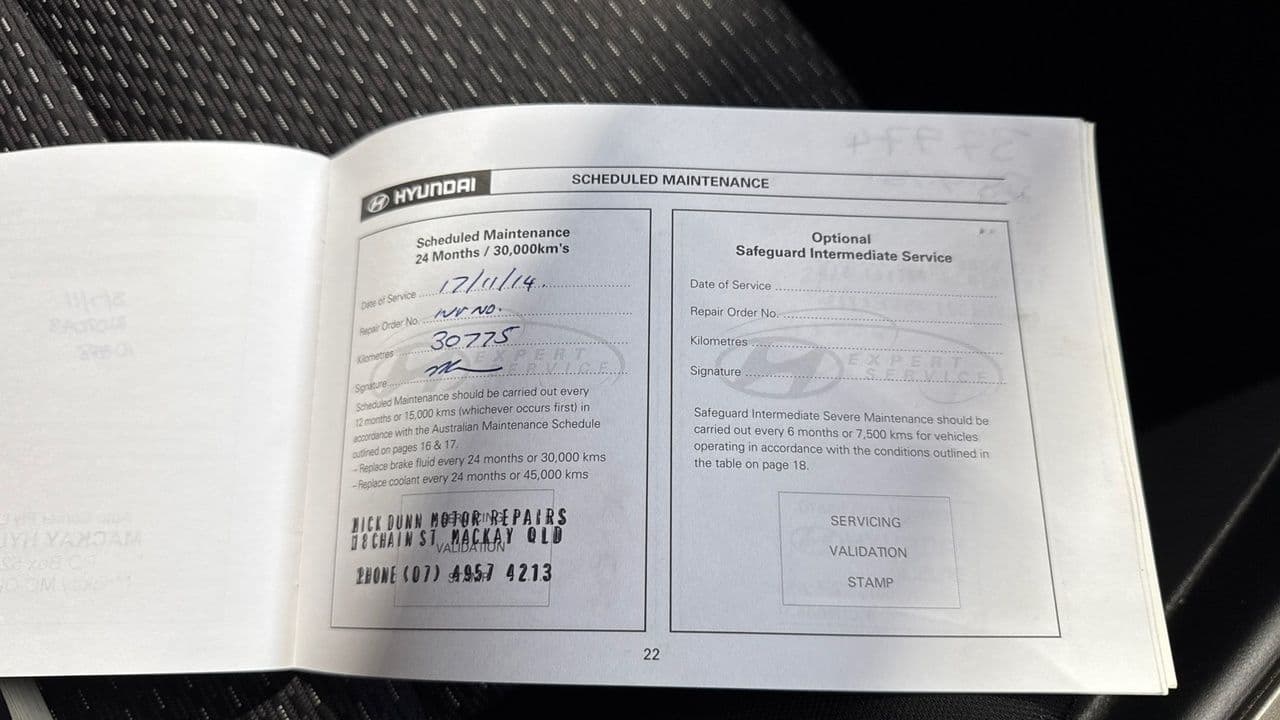 HYUNDAI
SCHEDULED MAINTENANCE
Scheduled Maintenance
24 Months / 30,000km's
Date of Service 17/11/14
Repair Order No. INV NO.
Kilometres 30775
Signature
EXPERT
SERVICE
Scheduled Maintenance should be carried out every
12 months or 15,000 kms (whichever occurs first) in
accordance with the Australian Maintenance Schedule
outlined on pages 16 & 17.
– Replace brake fluid every 24 months or 30,000 kms
– Replace coolant every 24 months or 45,000 kms
MICK DUNN MOTOR REPAIRS
CHAIN ST MACKAY QLD
VALIDATION
PHONE (07) 4957 4213
Optional
Safeguard Intermediate Service
Date of Service
Repair Order No.
Kilometres
Signature
EXPERT
SERVICE
Safeguard Intermediate Severe Maintenance should be
carried out every 6 months or 7,500 kms for vehicles
operating in accordance with the conditions outlined in
the table on page 18.
SERVICING
VALIDATION
STAMP
22